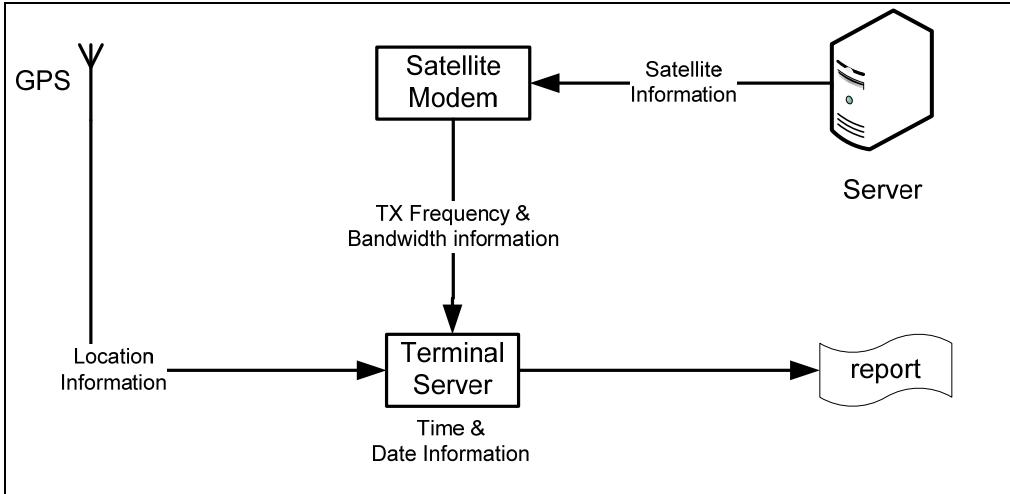 GPS
Satellite
Modem
Satellite
Information
Server
TX Frequency &
Bandwidth information
Location
Information
Terminal
Server
report
Time &
Date Information